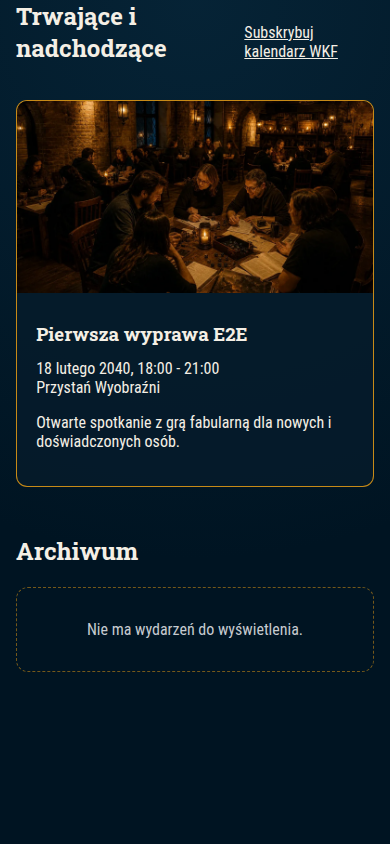 Trwające i
nadchodzące
Subskrybuj
kalendarz WKF
Pierwsza wyprawa E2E
18 lutego 2040, 18:00 - 21:00
Przystań Wyobraźni
Otwarte spotkanie z grą fabularną dla nowych i
doświadczonych osób.
Archiwum
Nie ma wydarzeń do wyświetlenia.